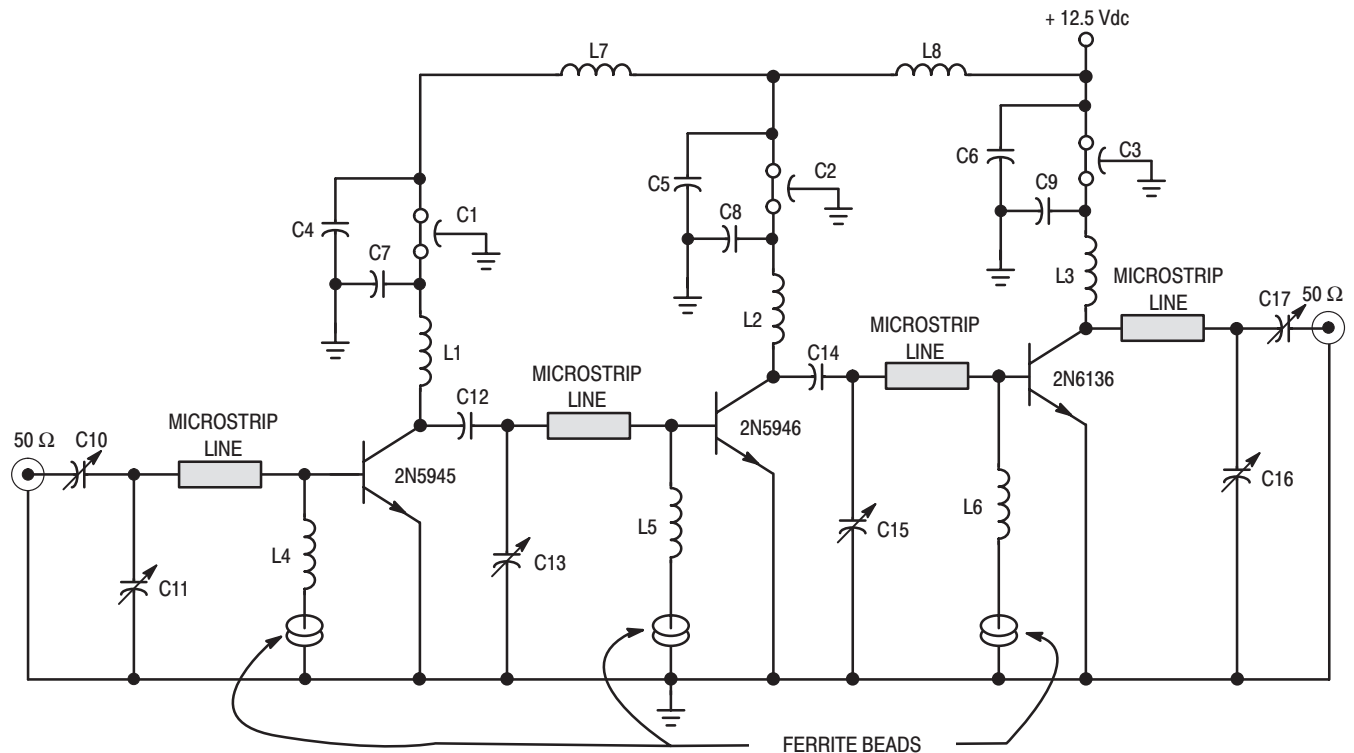 + 12.5 Vdc
L7
L8
C6
C3
C5
C2
C9
C4
C1
C8
C7
L3
MICROSTRIP
LINE
C17
50 Ω
L2
MICROSTRIP
LINE
L1
C14
2N6136
MICROSTRIP
LINE
C12
2N5946
MICROSTRIP
LINE
50 Ω
C10
2N5945
C16
L5
L6
C15
L4
C13
C11
FERRITE BEADS